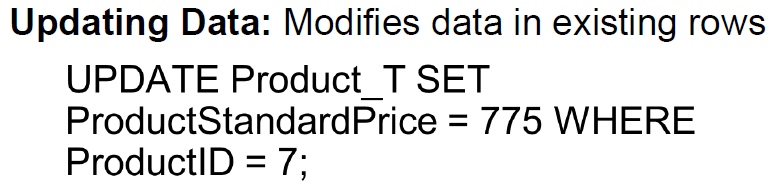 Updating Data: Modifies data in existing rows
UPDATE Product_T SET
ProductStandardPrice = 775 WHERE
ProductID = 7;